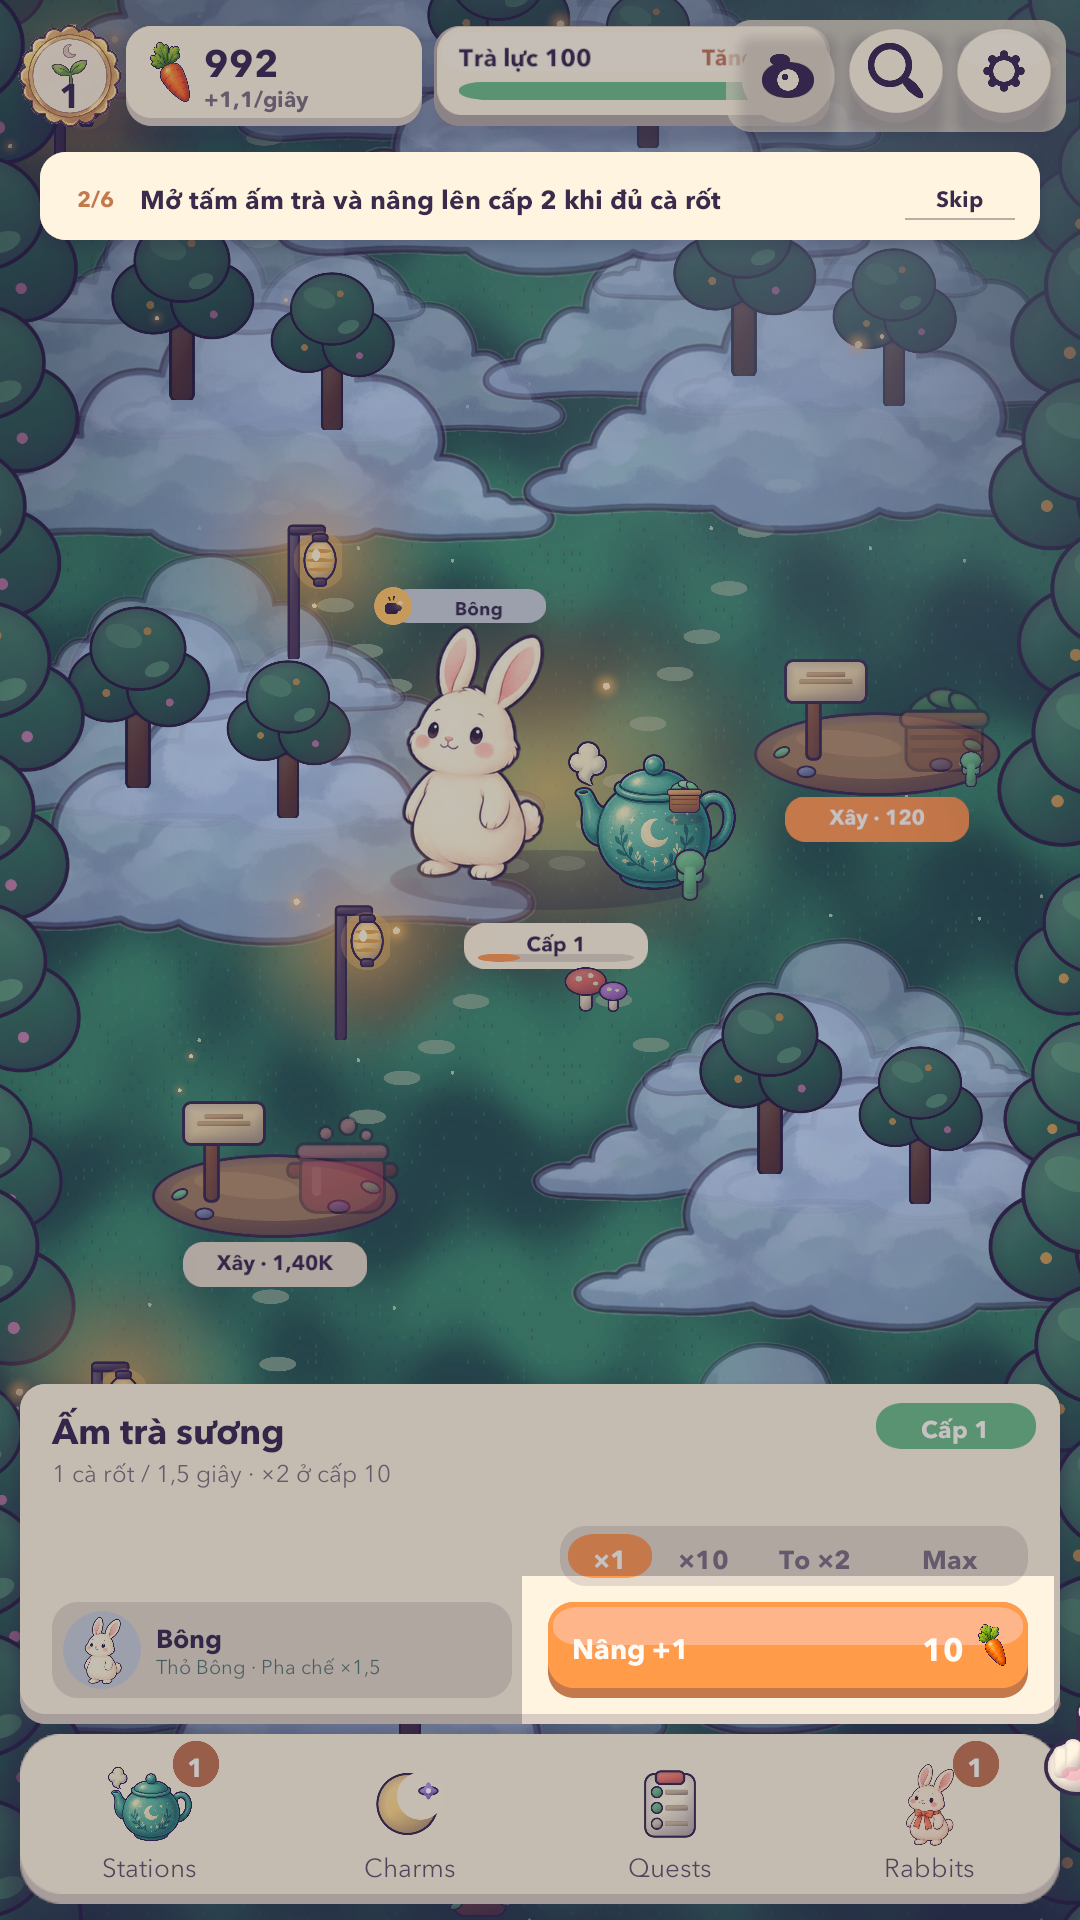 1
992
+1,1/giây
Trà lực 100
2/6 Mở tấm ấm trà và nâng lên cấp 2 khi đủ cà rốt Skip
Bông
Xây · 120
Cấp 1
Xây · 1,40K
Ấm trà sương
Cấp 1
1 cà rốt / 1,5 giây · ×2 ở cấp 10
×1 ×10 To ×2 Max
Bông
Thỏ Bông · Pha chế ×1,5
Nâng +1 10
1 1
Stations Charms Quests Rabbits